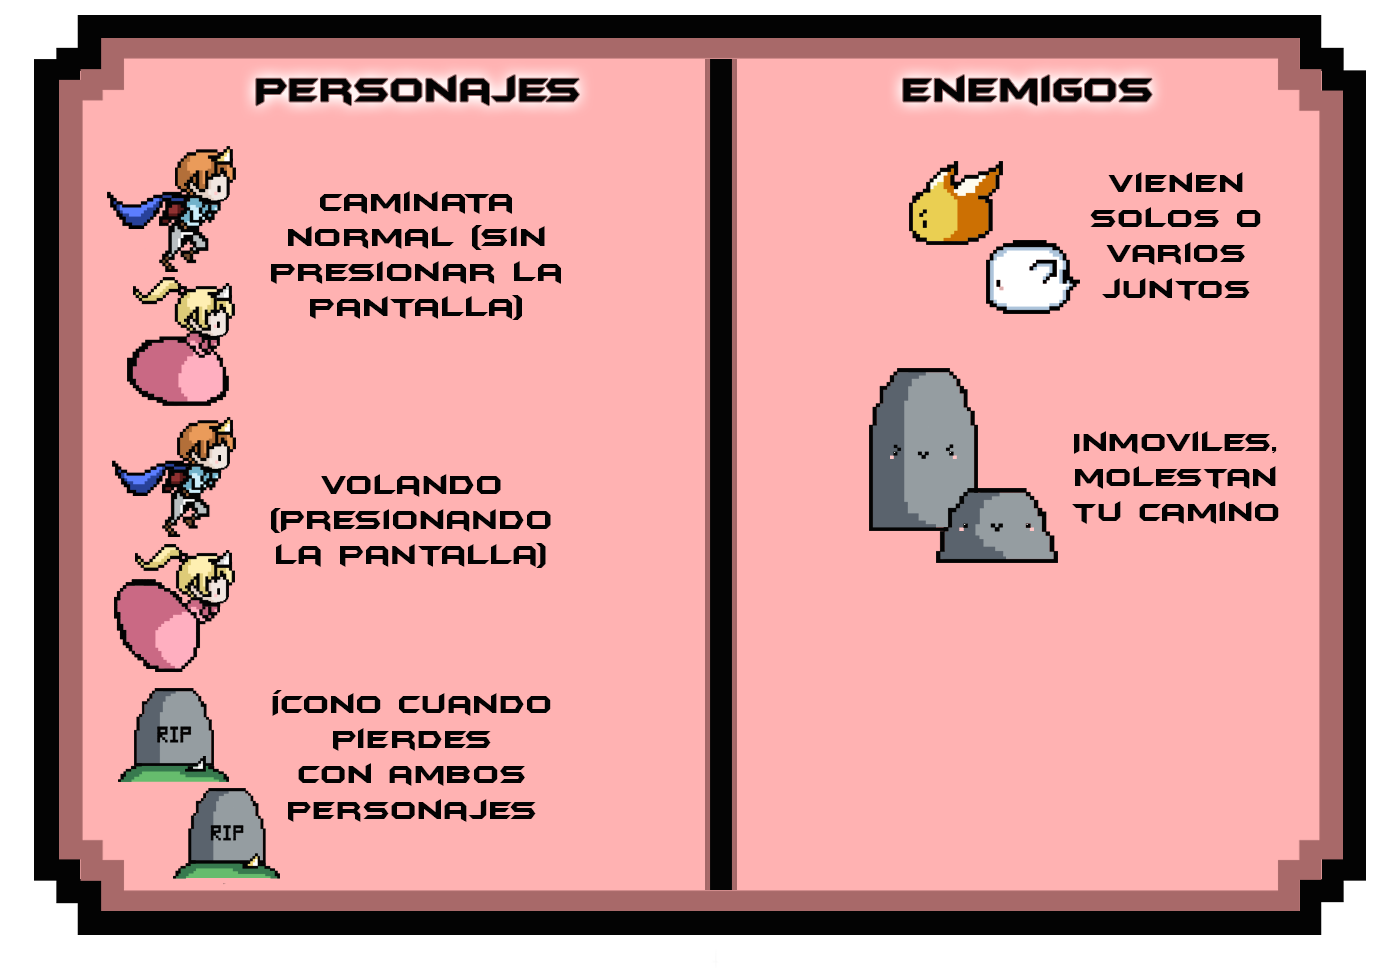 PERSONAJES
CAMINATA
NORMAL (SIN
PRESIONAR LA
PANTALLA)
VOLANDO
(PRESIONANDO
LA PANTALLA)
RIP
RIP
ÍCONO CUANDO
PIERDES
CON AMBOS
PERSONAJES
ENEMIGOS
VIENEN
SOLOS O
VARIOS
JUNTOS
INMOVILES,
MOLESTAN
TU CAMINO